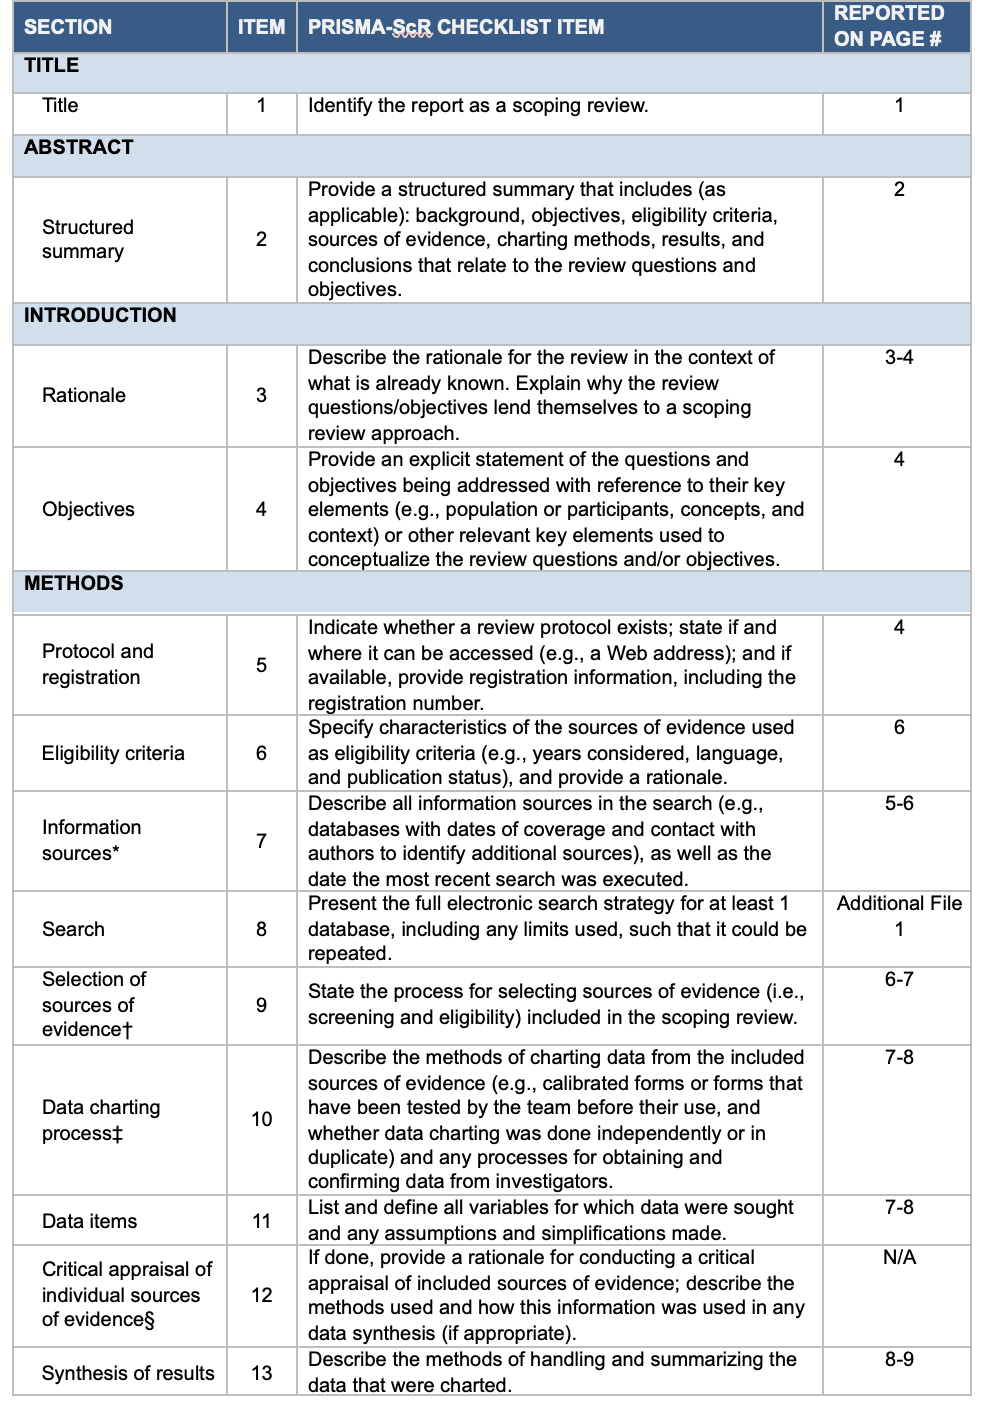 SECTION ITEM PRISMA-ScR CHECKLIST ITEM REPORTED
ON PAGE #
TITLE
Title 1 Identify the report as a scoping review. 1
ABSTRACT
Structured
summary
2
Provide a structured summary that includes (as
applicable): background, objectives, eligibility criteria,
sources of evidence, charting methods, results, and
conclusions that relate to the review questions and
objectives.
2
INTRODUCTION
Rationale
3
Describe the rationale for the review in the context of
what is already known. Explain why the review
questions/objectives lend themselves to a scoping
review approach.
3-4
Objectives
4
Provide an explicit statement of the questions and
objectives being addressed with reference to their key
elements (e.g., population or participants, concepts, and
context) or other relevant key elements used to
conceptualize the review questions and/or objectives.
4
METHODS
Protocol and
registration
5
Indicate whether a review protocol exists; state if and
where it can be accessed (e.g., a Web address); and if
available, provide registration information, including the
registration number.
4
Eligibility criteria
6
Specify characteristics of the sources of evidence used
as eligibility criteria (e.g., years considered, language,
and publication status), and provide a rationale.
6
Information
sources*
7
Describe all information sources in the search (e.g.,
databases with dates of coverage and contact with
authors to identify additional sources), as well as the
date the most recent search was executed.
5-6
Search
8
Present the full electronic search strategy for at least 1
database, including any limits used, such that it could be
repeated.
Additional File
1
Selection of
sources of
evidence†
9
State the process for selecting sources of evidence (i.e.,
screening and eligibility) included in the scoping review.
6-7
Data charting
process‡
10
Describe the methods of charting data from the included
sources of evidence (e.g., calibrated forms or forms that
have been tested by the team before their use, and
whether data charting was done independently or in
duplicate) and any processes for obtaining and
confirming data from investigators.
7-8
Data items
11
List and define all variables for which data were sought
and any assumptions and simplifications made.
7-8
Critical appraisal of
individual sources
of evidence§
12
If done, provide a rationale for conducting a critical
appraisal of included sources of evidence; describe the
methods used and how this information was used in any
data synthesis (if appropriate).
N/A
Synthesis of results
13
Describe the methods of handling and summarizing the
data that were charted.
8-9